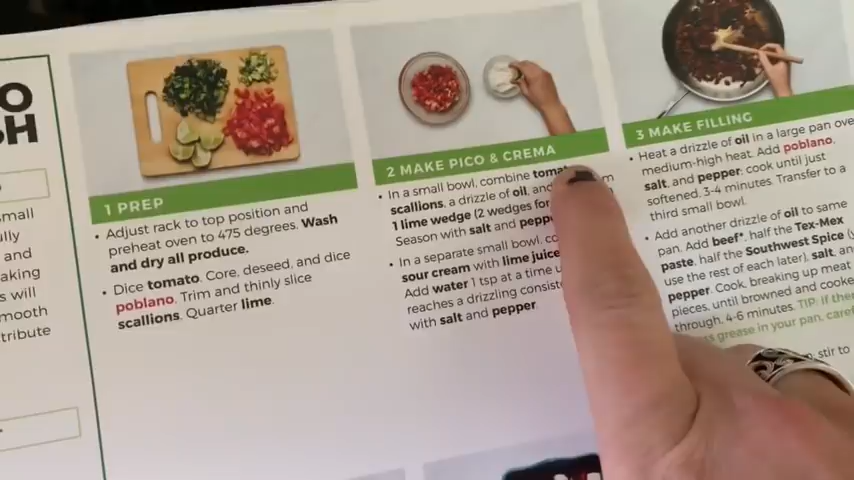 O
SH
small
and
aking
s will
mooth
tribute
1 PREP
• Adjust rack to top position and
preheat oven to 475 degrees. Wash
and dry all produce.
• Dice tomato. Core, deseed, and dice
poblano. Trim and thinly slice
scallions. Quarter lime.
2 MAKE PICO & CREMA
• In a small bowl, combine
scallions, a drizzle of oil, and
1 lime wedge (2 wedges for
Season with salt and
• In a separate small bowl,
sour cream with lime juice
Add water 1 tsp at a time
reaches a drizzling
with salt and pepper.
3 MAKE FILLING
• Heat a drizzle of oil in a large pan
medium-high heat. Add poblano,
salt, and pepper; cook until just
softened, 3-4 minutes. Transfer to a
third small bowl.
• Add another drizzle of oil to same
pan. Add beef*, half the Tex-Mex
paste, half the Southwest Spice
use the rest of each later), salt,
pepper. Cook, breaking up meat
pieces, until browned and
through, 4-6 minutes. TIP: If
grease in your pan,
stir to